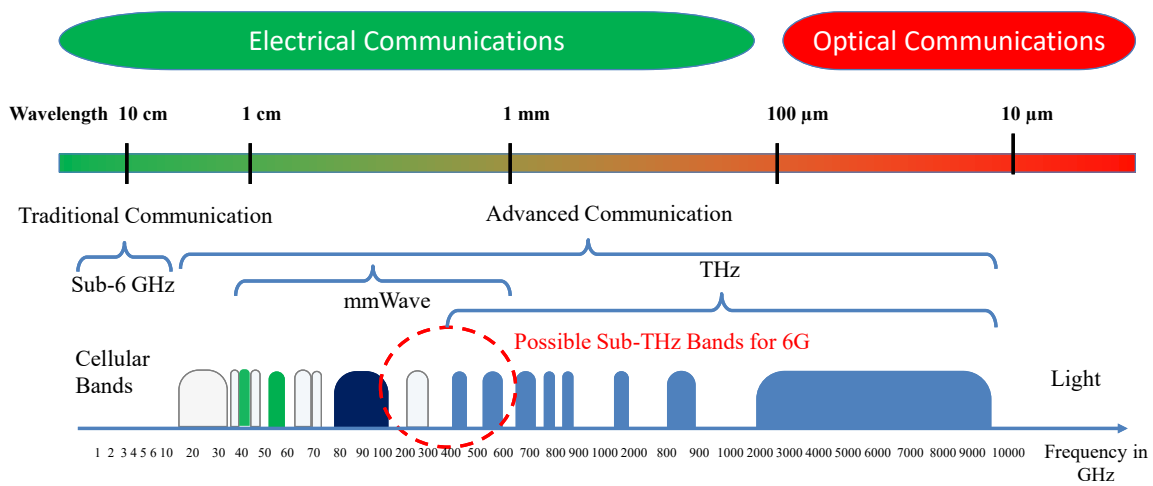 Electrical Communications
Optical Communications
Wavelength 10 cm 1 cm 1 mm 100 µm 10 µm
Traditional Communication
Advanced Communication
Sub-6 GHz
THz
mmWave
Possible Sub-THz Bands for 6G
Cellular
Bands
Light
1 2 3 4 5 6 10 20 30 40 50 60 70 80 90 100 200 300 400 500 600 700 800 900 1000 2000 800 900 1000 2000 4000 5000 6000 7000 8000 9000 10000
Frequency in
GHz